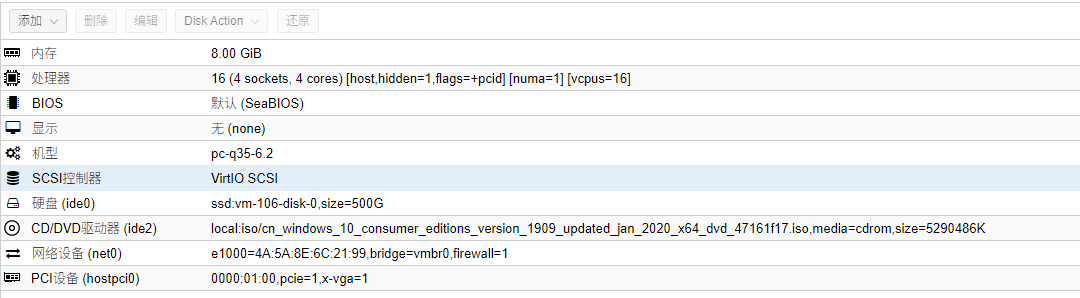 添加 删除 编辑 Disk Action 还原
内存 8.00 GiB
处理器 16 (4 sockets, 4 cores) [host,hidden=1,flags=+pcid] [numa=1] [vcpus=16]
BIOS 默认 (SeaBIOS)
显示 无 (none)
机型 pc-q35-6.2
SCSI控制器 VirtIO SCSI
硬盘 (ide0) ssd:vm-106-disk-0,size=500G
CD/DVD驱动器 (ide2) local:iso/cn_windows_10_consumer_editions_version_1909_updated_jan_2020_x64_dvd_47161f17.iso,media=cdrom,size=5290486K
网络设备 (net0) e1000=4A:5A:8E:6C:21:99,bridge=vmbr0,firewall=1
PCI设备 (hostpci0) 0000:01:00,pcie=1,x-vga=1